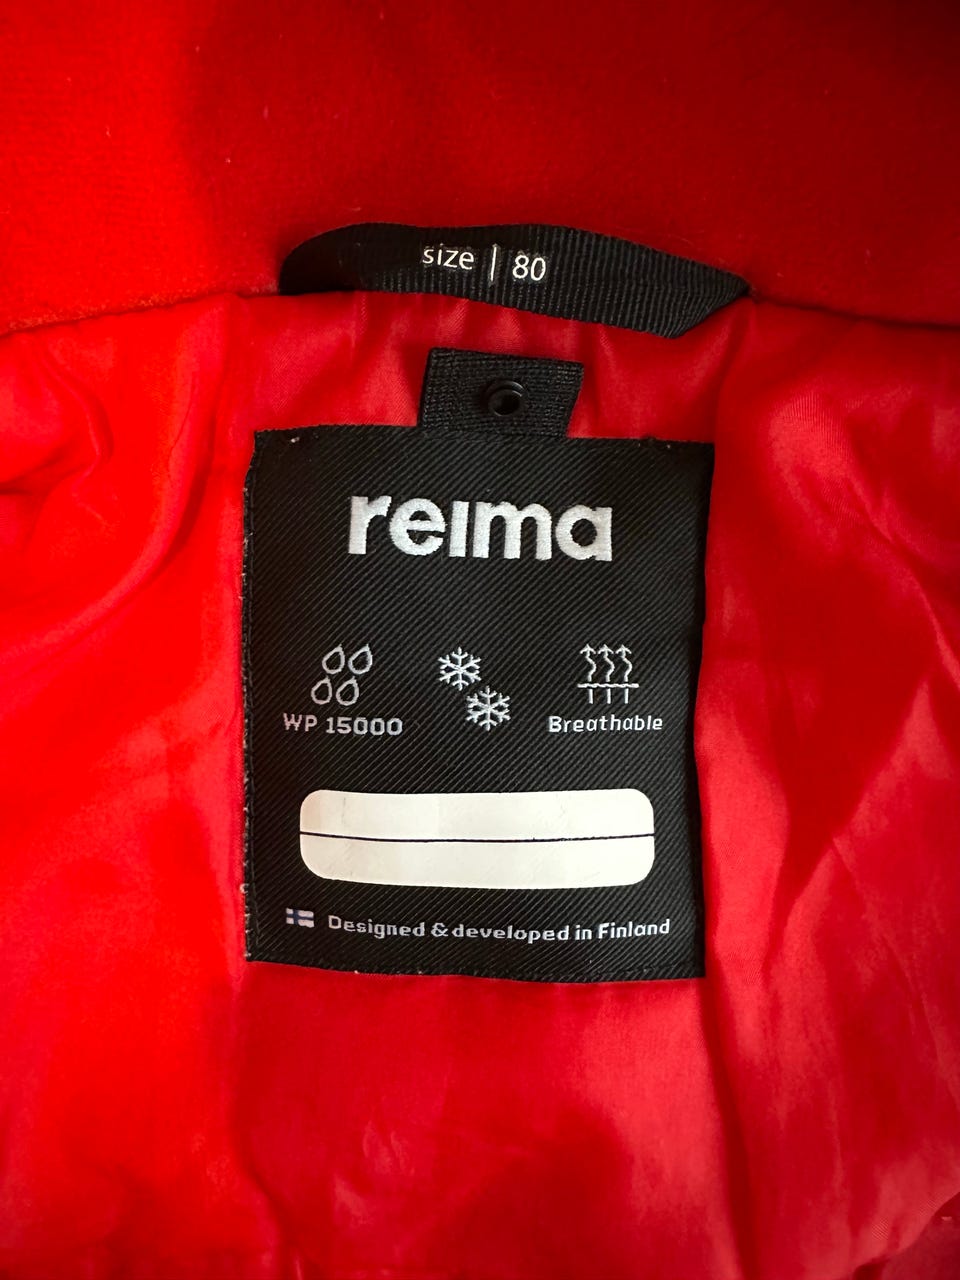 size | 80
reima
WP 15000
Breathable
Designed & developed in Finland